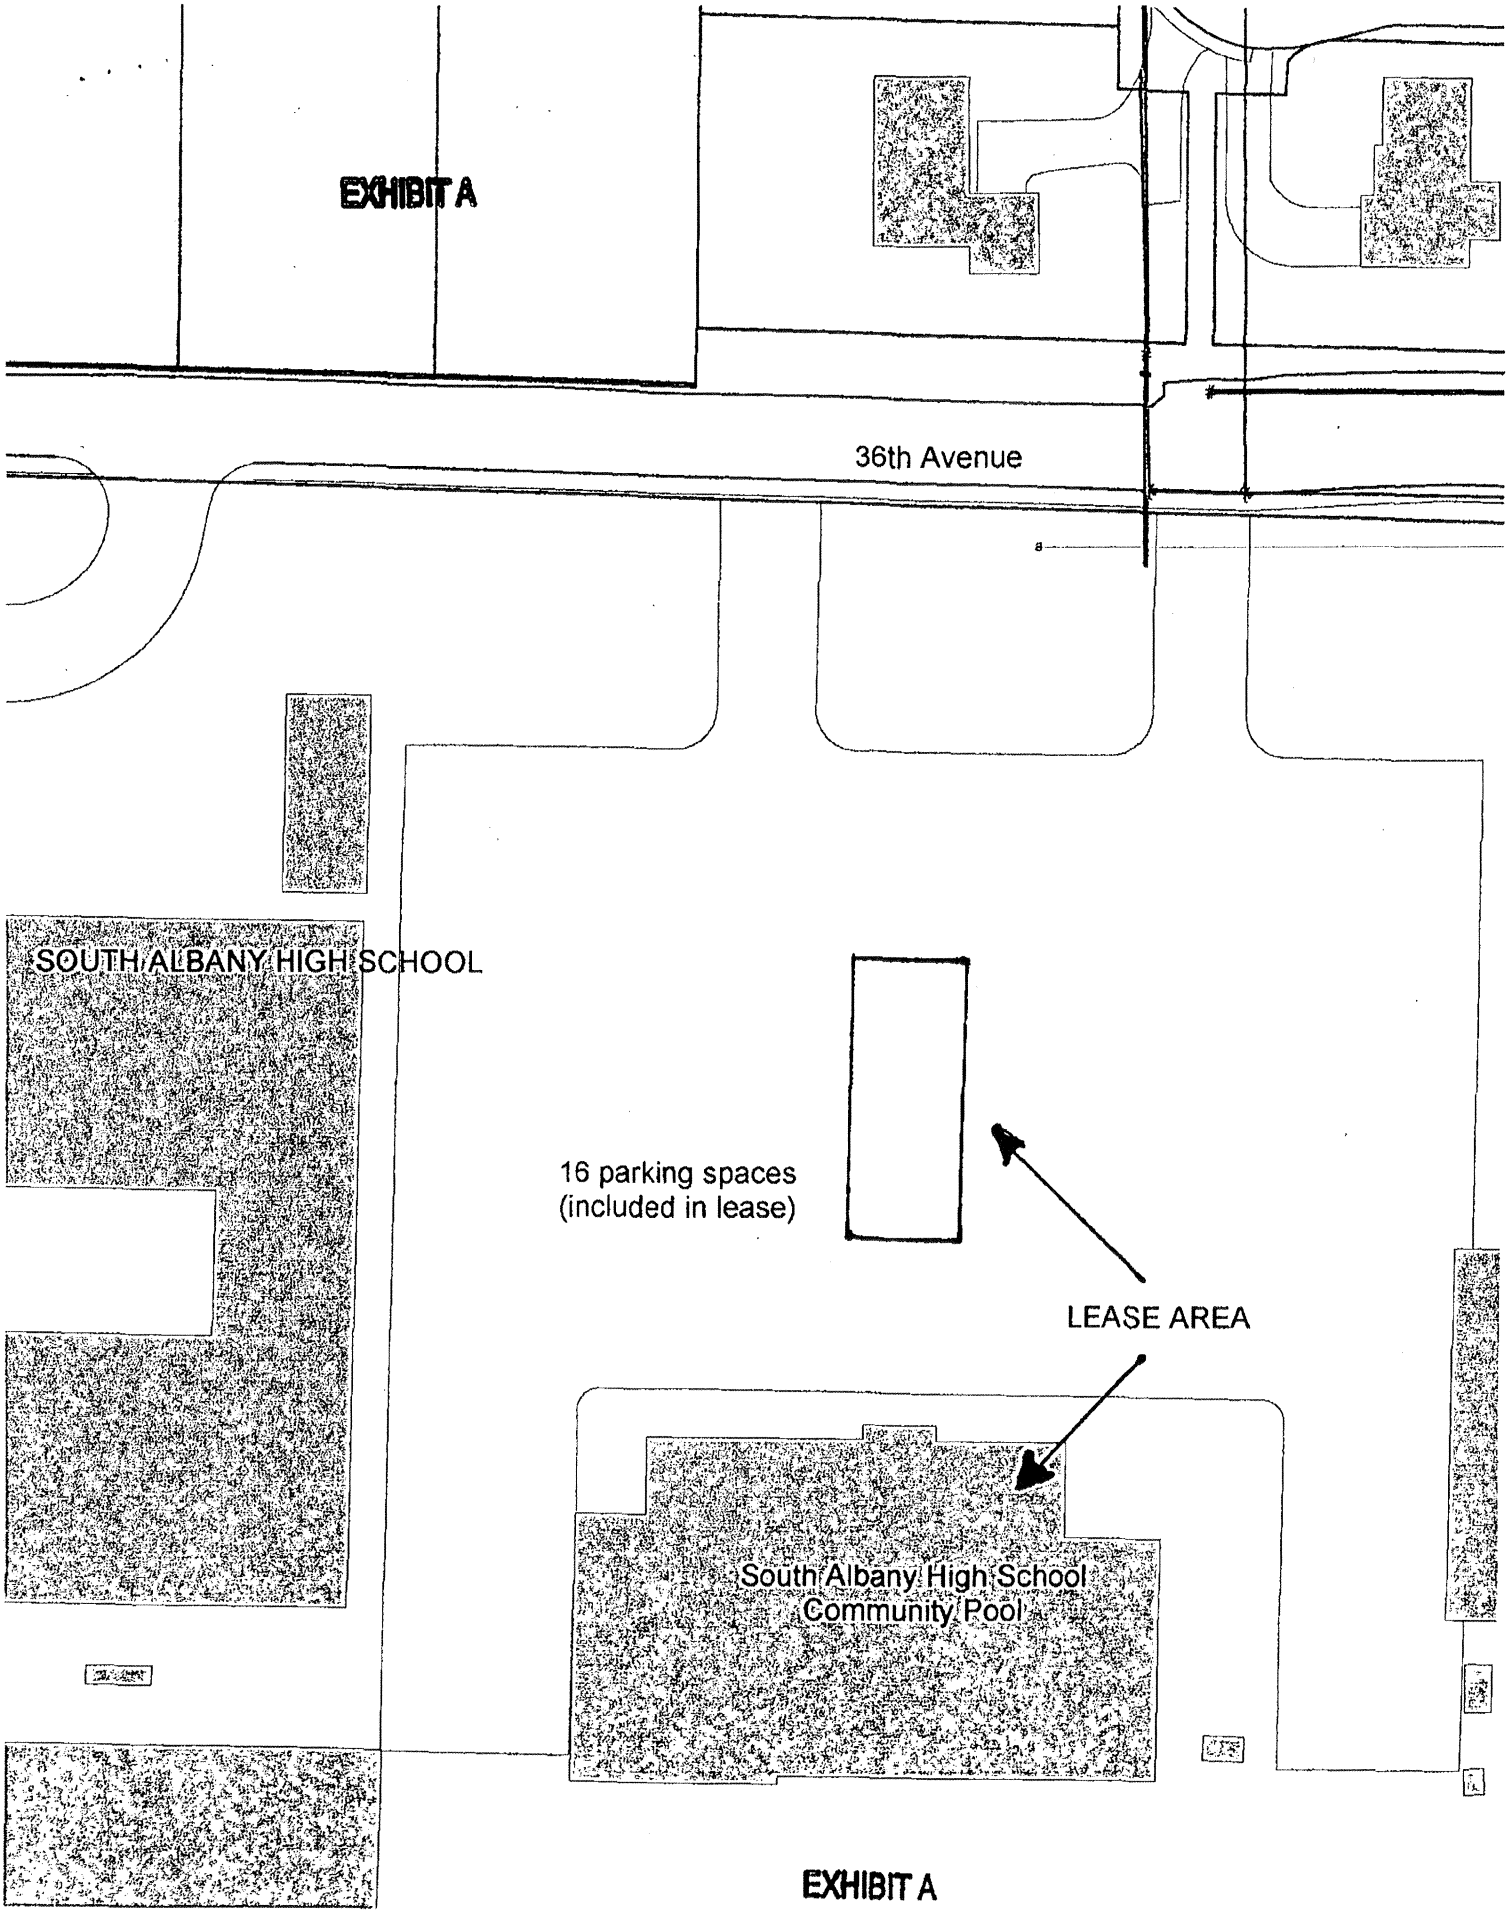 EXHIBIT A
36th Avenue
SOUTH ALBANY HIGH SCHOOL
16 parking spaces
(included in lease)
LEASE AREA
South Albany High School
Community Pool
EXHIBIT A